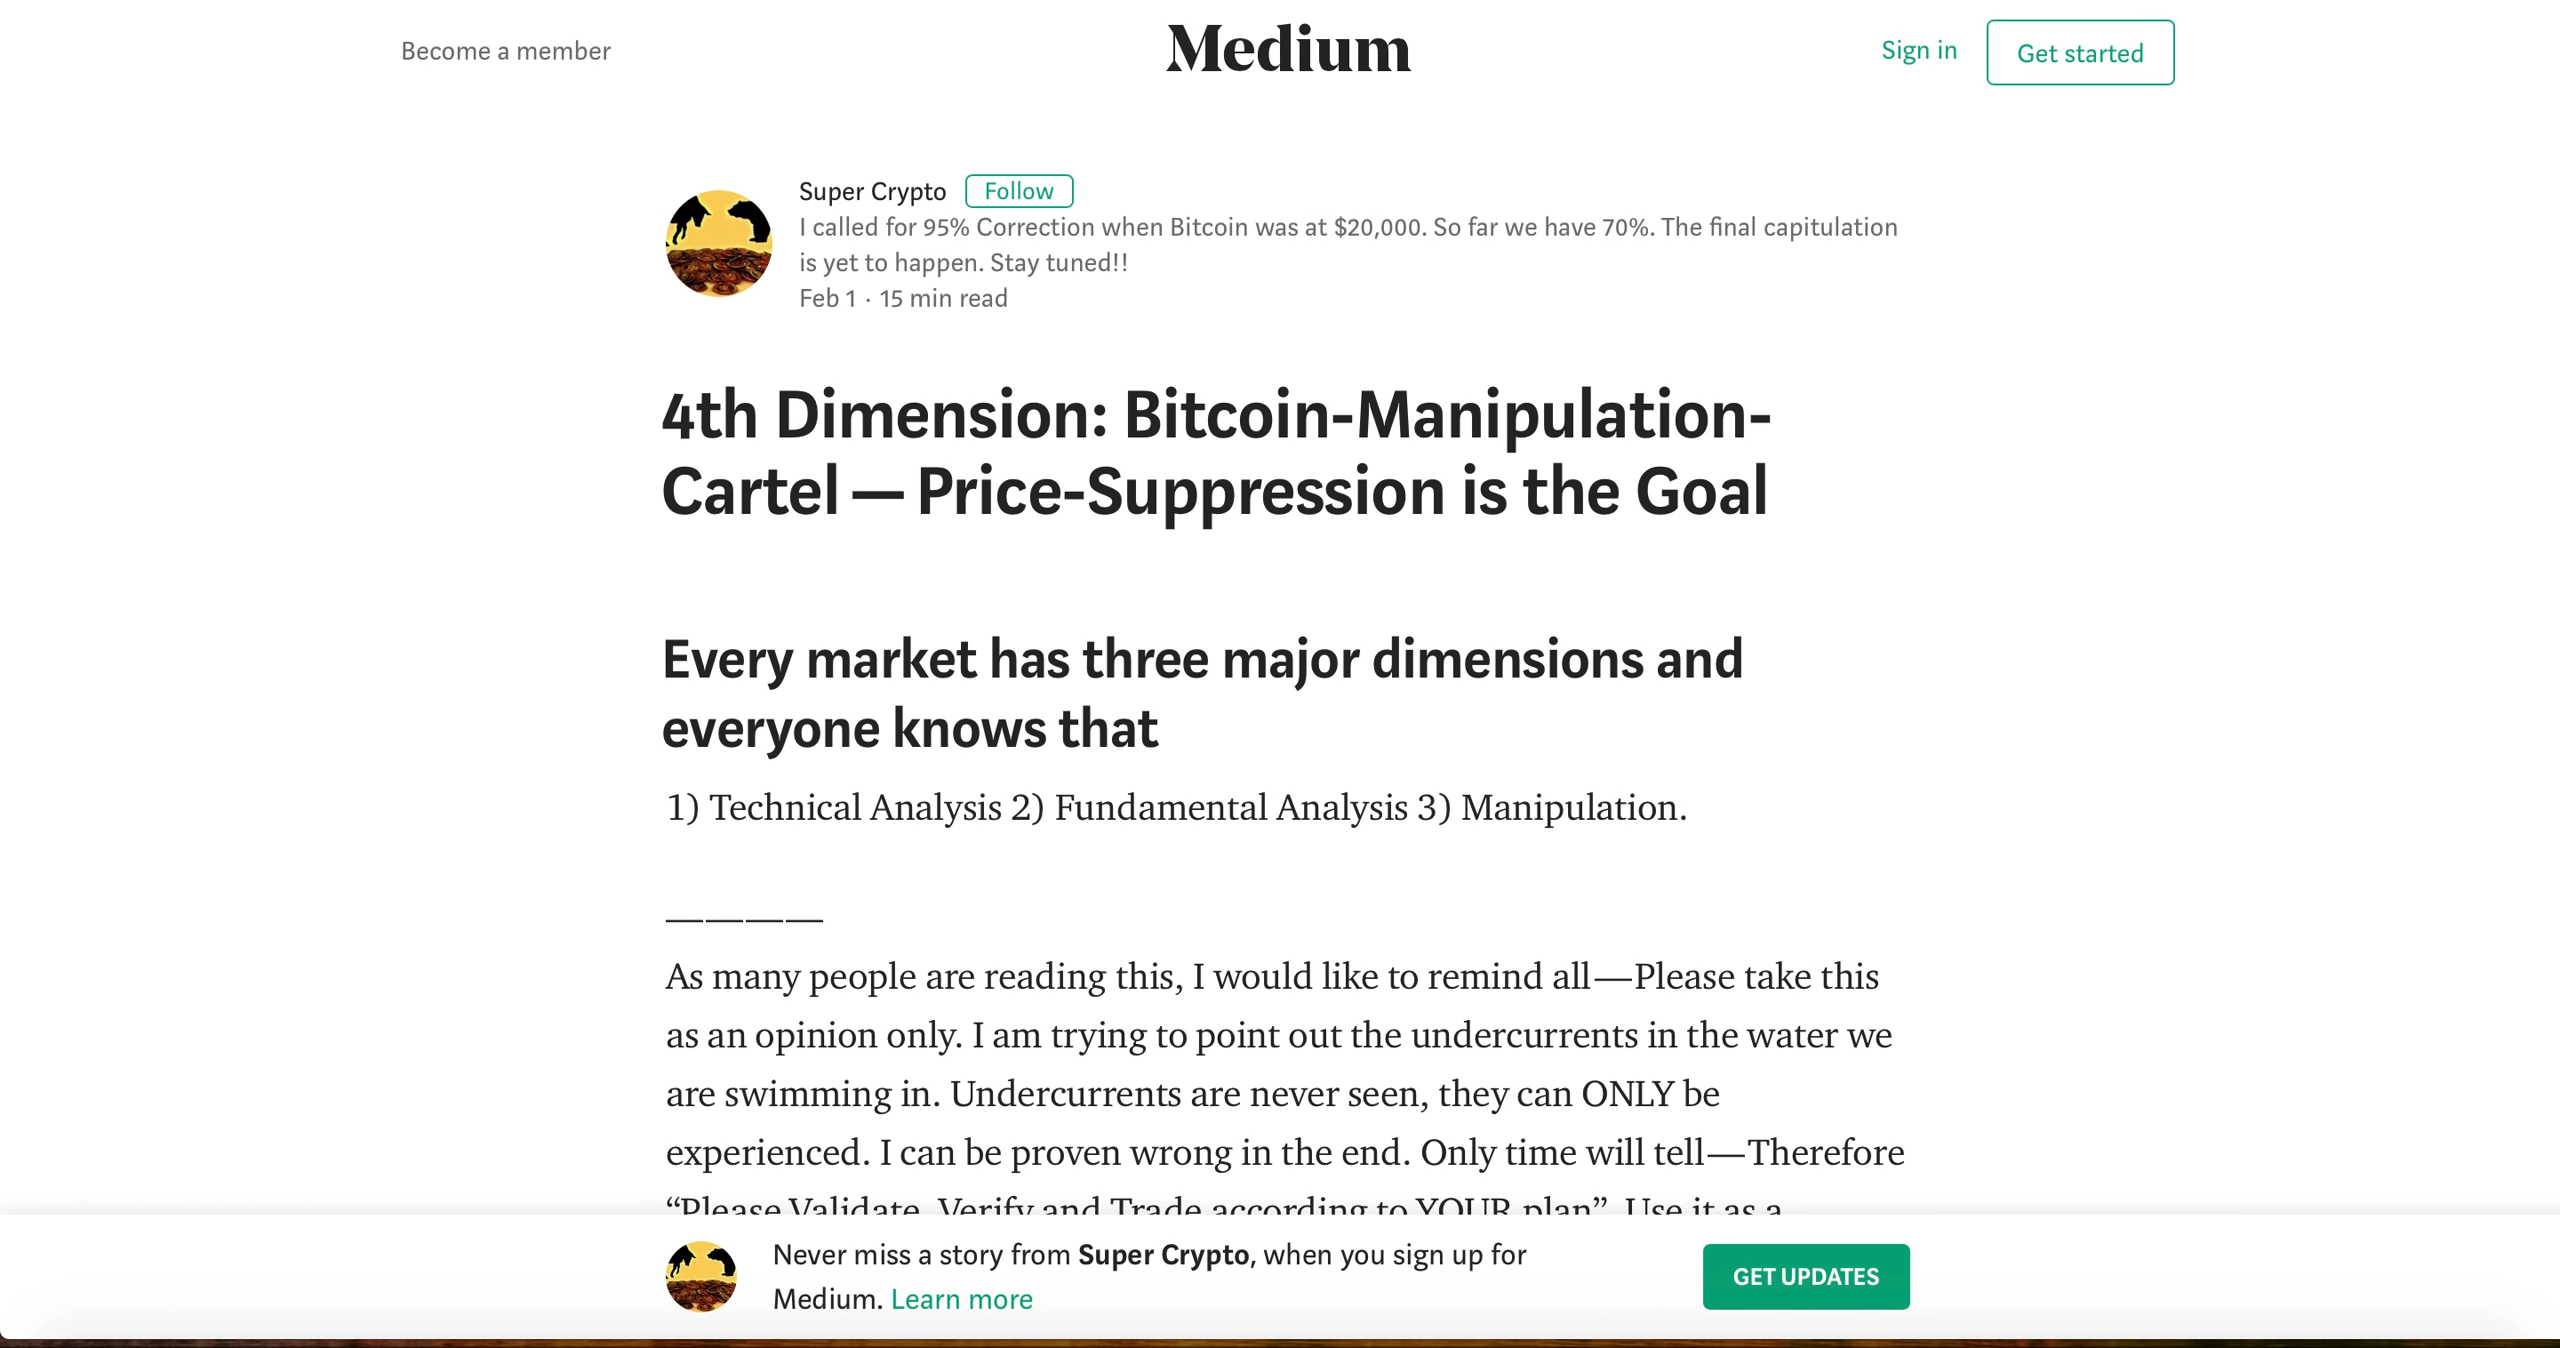 Become a member
Medium
Sign in
Get started
Super Crypto
Follow
I called for 95% Correction when Bitcoin was at $20,000. So far we have 70%. The final capitulation
is yet to happen. Stay tuned!!
Feb 1 · 15 min read
4th Dimension: Bitcoin-Manipulation-
Cartel — Price-Suppression is the Goal
Every market has three major dimensions and
everyone knows that
1) Technical Analysis 2) Fundamental Analysis 3) Manipulation.
————
As many people are reading this, I would like to remind all — Please take this
as an opinion only. I am trying to point out the undercurrents in the water we
are swimming in. Undercurrents are never seen, they can ONLY be
experienced. I can be proven wrong in the end. Only time will tell — Therefore
“Please Validate, Verify and Trade according to YOUR plan”. Use it as a
Never miss a story from Super Crypto, when you sign up for
Medium. Learn more
GET UPDATES